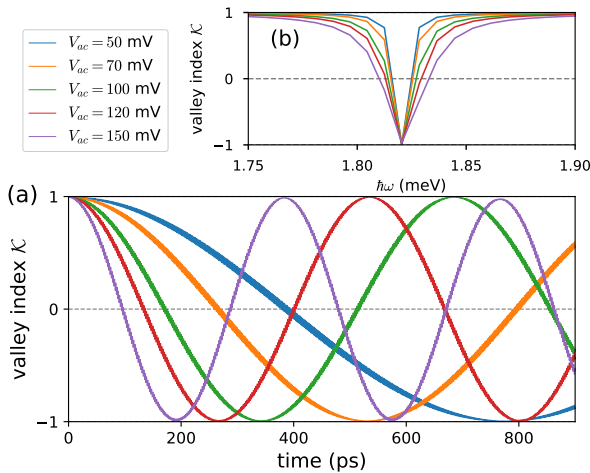 V_ac = 50 mV
V_ac = 70 mV
V_ac = 100 mV
V_ac = 120 mV
V_ac = 150 mV
(b)
valley index 𝒦
1
0
−1
1.75 1.80 1.85 1.90
ℏω (meV)
(a)
valley index 𝒦
1
0
−1
0 200 400 600 800
time (ps)